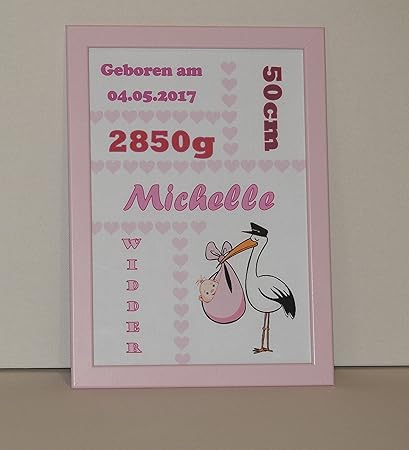 Geboren am
04.05.2017
50cm
2850g
Michelle
WIDDER